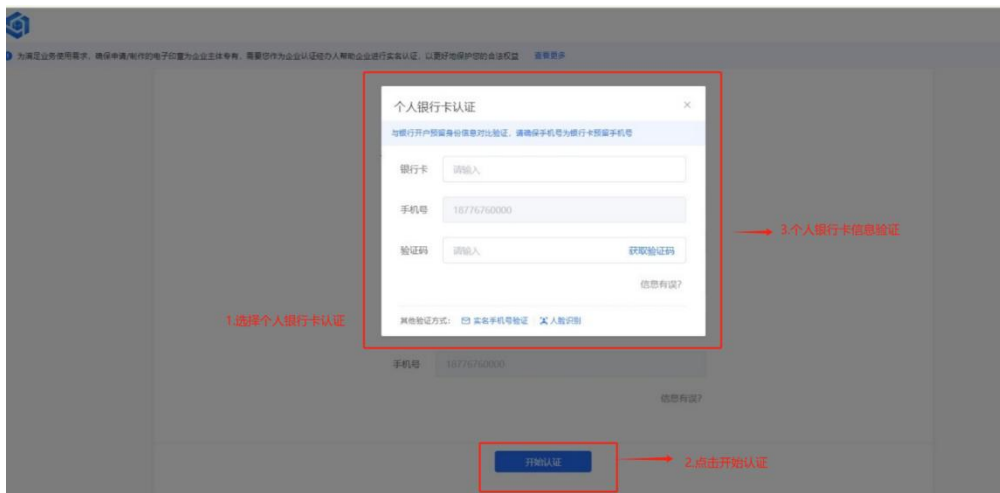 为满足业务使用需求，确保申请/制作的电子印章为企业主体专有，需要您作为企业认证经办人帮助企业进行实名认证，以更好地保护您的合法权益 查看更多
个人银行卡认证
与银行开户预留身份信息对比验证，请确保手机号为银行卡预留手机号
银行卡 请输入
手机号 18776760000
3.个人银行卡信息验证
验证码 请输入 获取验证码
信息有误?
1.选择个人银行卡认证
其他验证方式： 实名手机号验证 人脸识别
手机号 18776760000
信息有误?
开始认证
2.点击开始认证